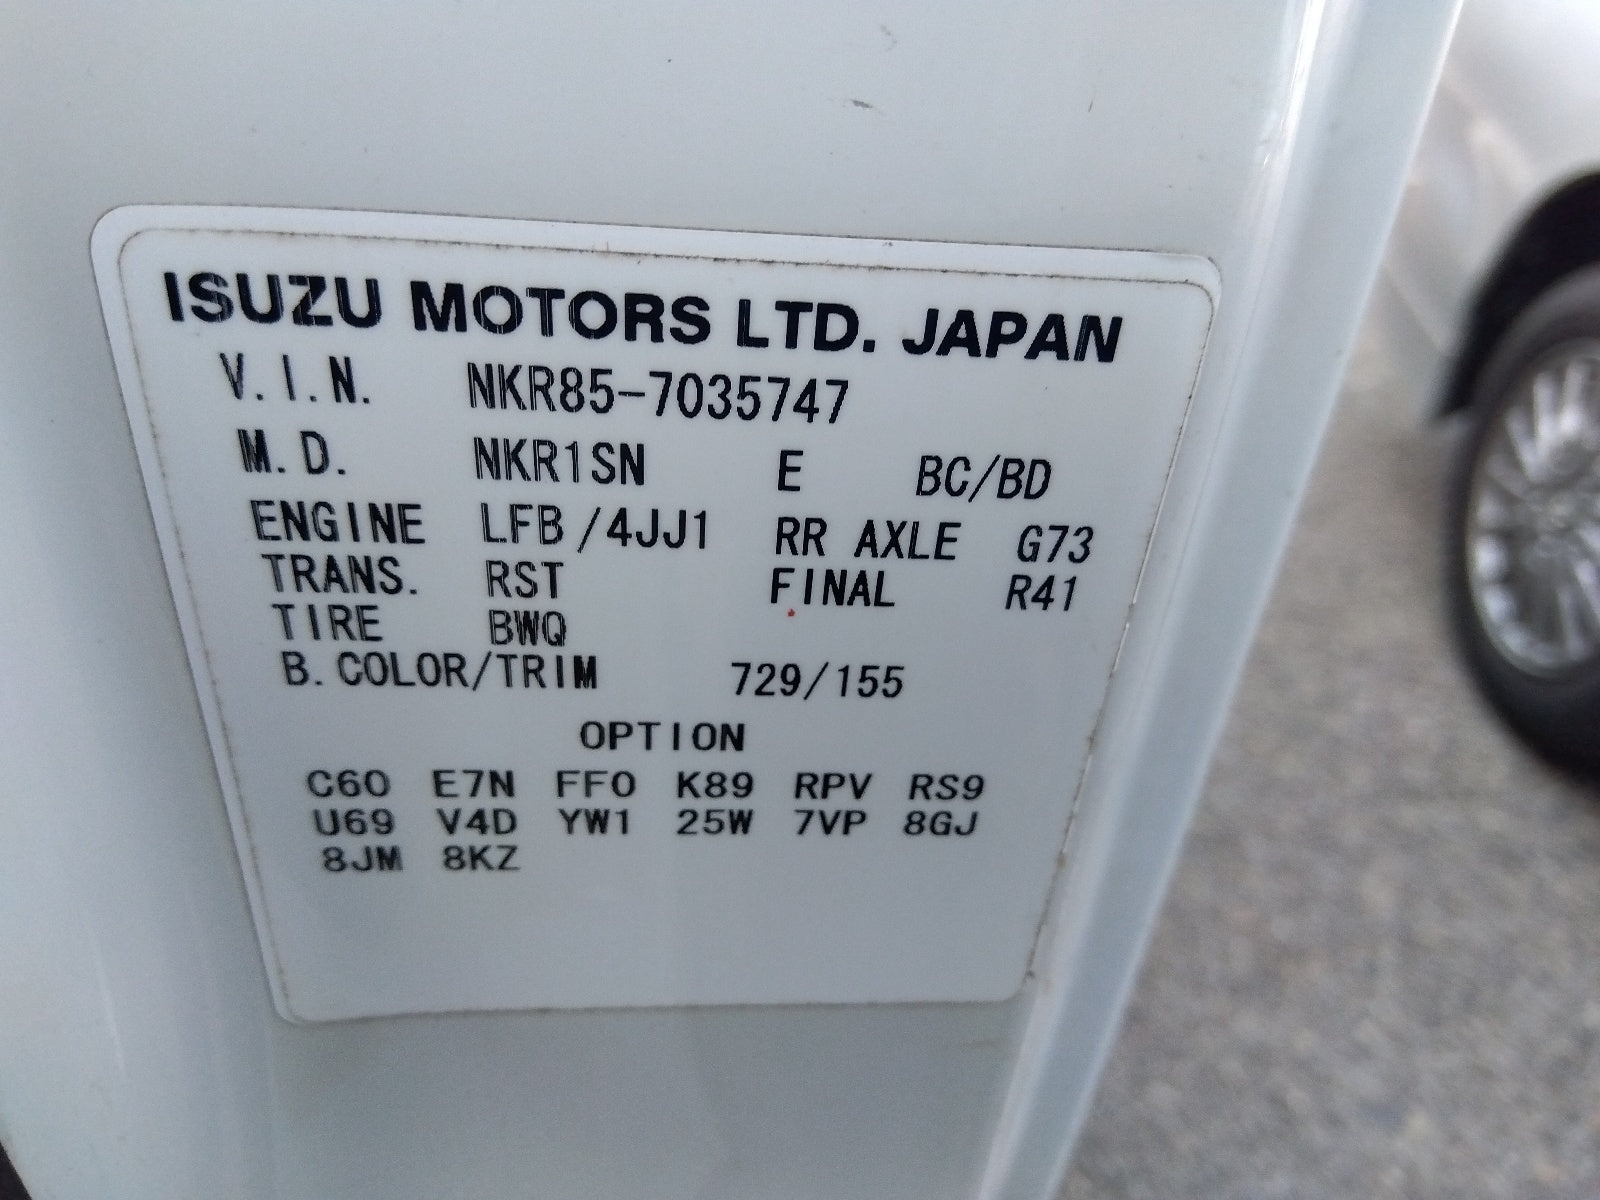 ISUZU MOTORS LTD. JAPAN
V.I.N. NKR85-7035747
M.D. NKR1SN E BC/BD
ENGINE LFB /4JJ1 RR AXLE G73
TRANS. RST FINAL R41
TIRE BWQ
B.COLOR/TRIM 729/155
OPTION
C60 E7N FF0 K89 RPV RS9
U69 V4D YW1 25W 7VP 8GJ
8JM 8KZ